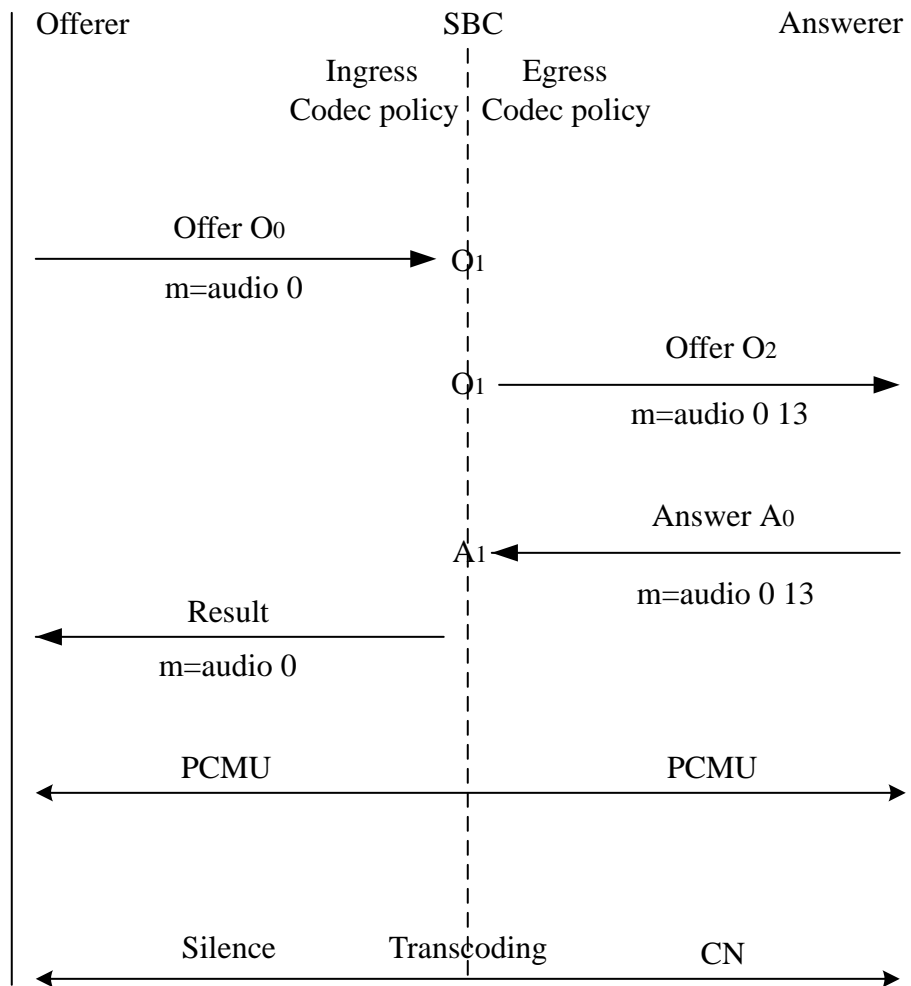 Offerer SBC Answerer
Ingress Egress
Codec policy Codec policy
Offer O0
O1
m=audio 0
Offer O2
O1
m=audio 0 13
Answer A0
A1
m=audio 0 13
Result
m=audio 0
PCMU PCMU
Silence Transcoding CN